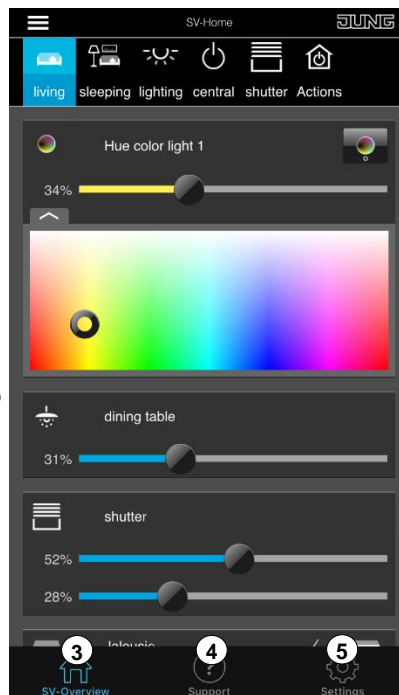 SV-Home JUNG
living sleeping lighting central shutter Actions
Hue color light 1
34%
dining table
31%
shutter
52%
28%
Jalousie
3 4 5
?
SV-Overview Support Settings